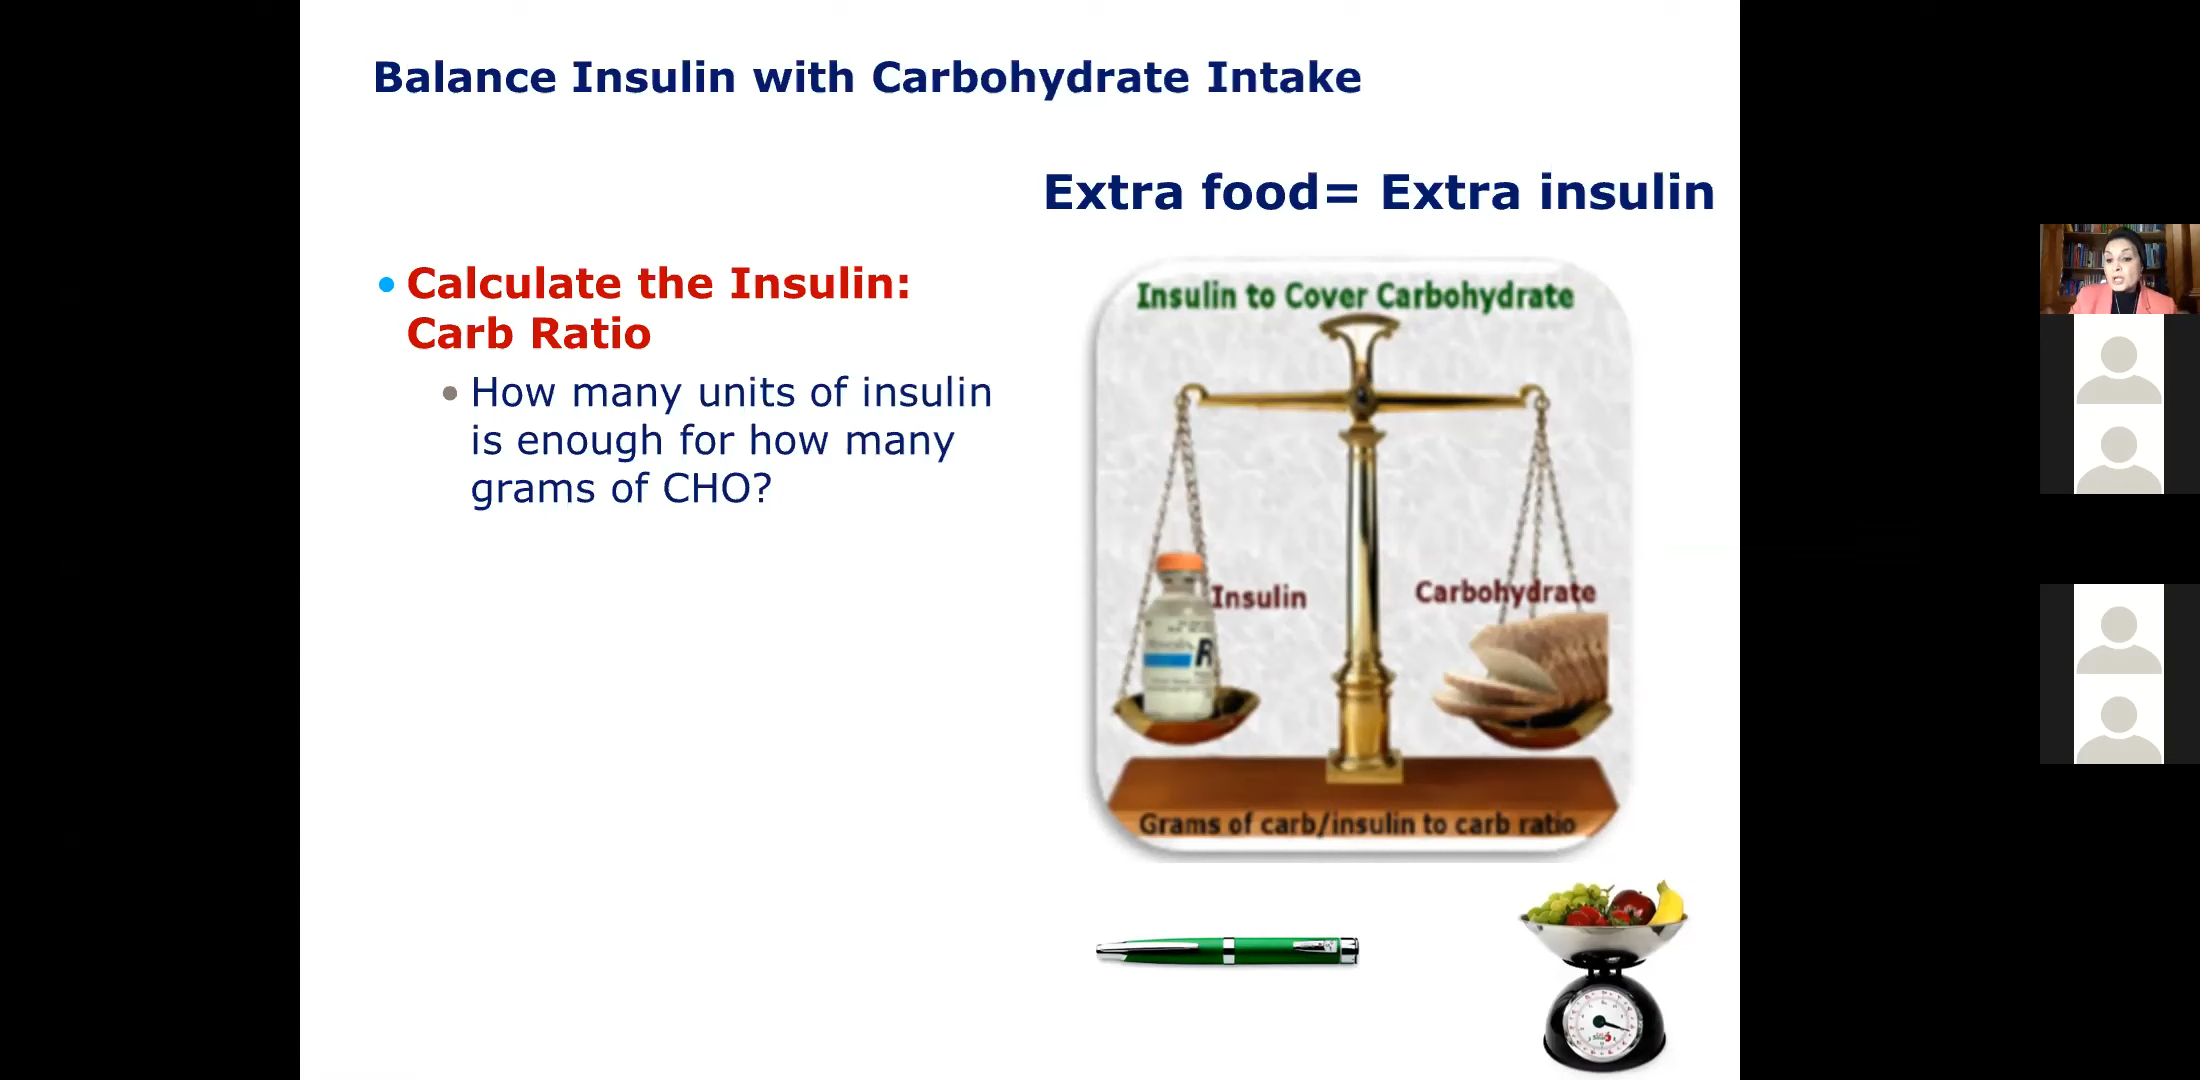 Balance Insulin with Carbohydrate Intake
Extra food= Extra insulin
Calculate the Insulin:
Carb Ratio
How many units of insulin
is enough for how many
grams of CHO?
Insulin to Cover Carbohydrate
Insulin
Carbohydrate
R
Grams of carb/insulin to carb ratio